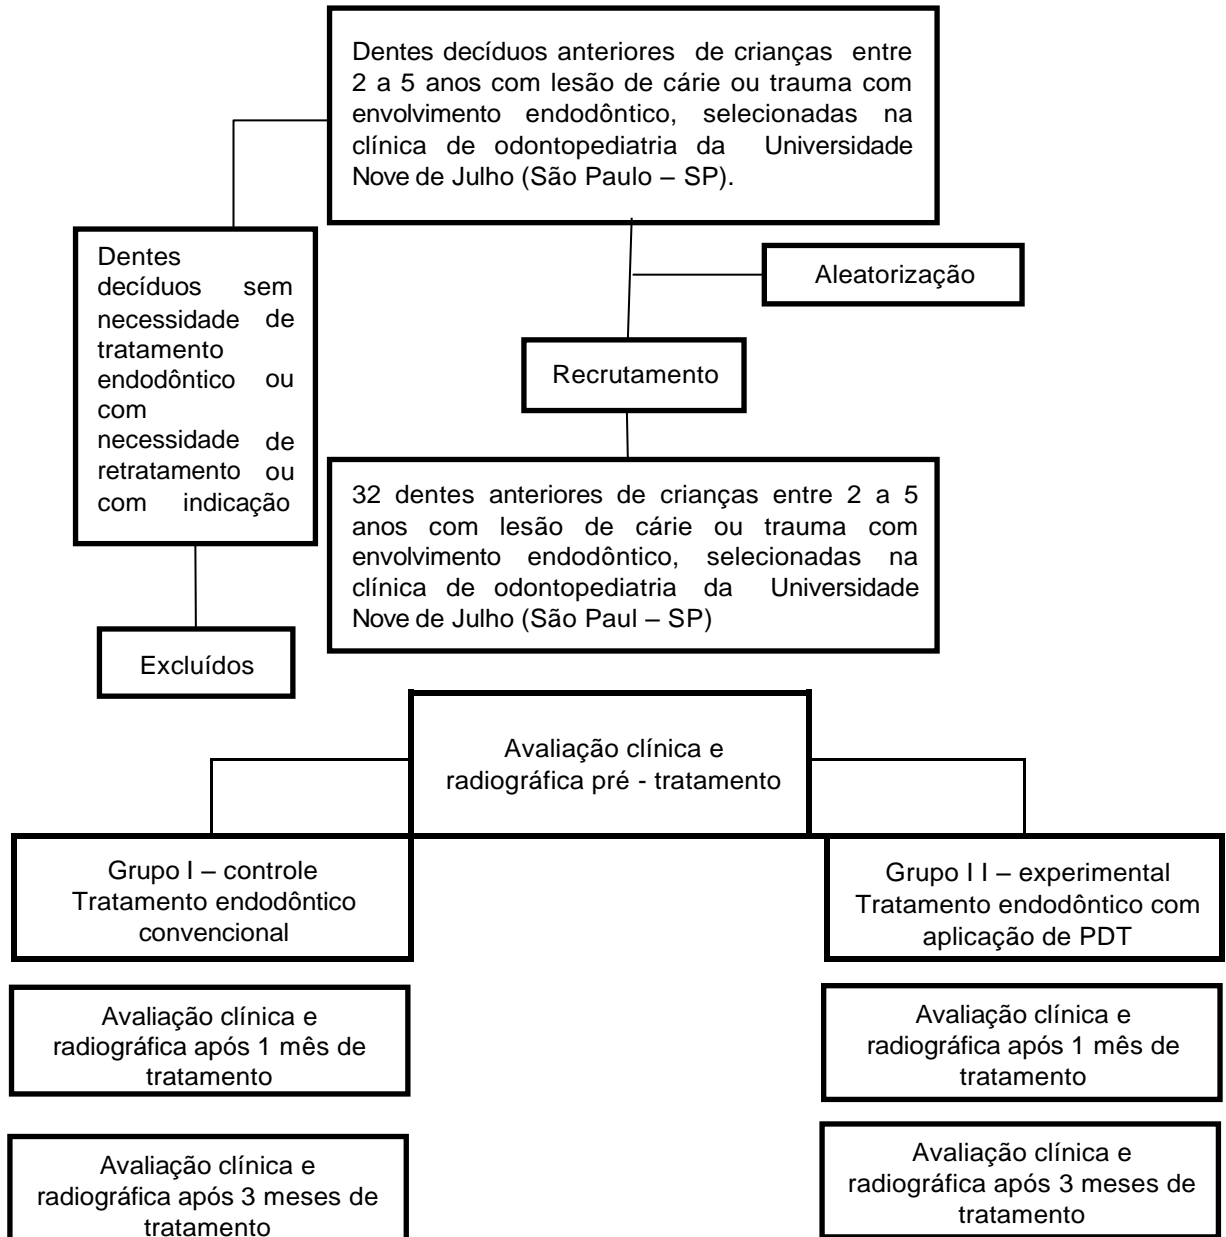 Dentes decíduos anteriores de crianças entre
2 a 5 anos com lesão de cárie ou trauma com
envolvimento endodôntico, selecionadas na
clínica de odontopediatria da Universidade
Nove de Julho (São Paulo – SP).
Dentes
decíduos sem
necessidade de
tratamento
endodôntico ou
com
necessidade de
retratamento ou
com indicação
Aleatorização
Recrutamento
32 dentes anteriores de crianças entre 2 a 5
anos com lesão de cárie ou trauma com
envolvimento endodôntico, selecionadas na
clínica de odontopediatria da Universidade
Nove de Julho (São Paul – SP)
Excluídos
Avaliação clínica e
radiográfica pré - tratamento
Grupo I – controle
Tratamento endodôntico
convencional
Grupo I I – experimental
Tratamento endodôntico com
aplicação de PDT
Avaliação clínica e
radiográfica após 1 mês de
tratamento
Avaliação clínica e
radiográfica após 1 mês de
tratamento
Avaliação clínica e
radiográfica após 3 meses de
tratamento
Avaliação clínica e
radiográfica após 3 meses de
tratamento